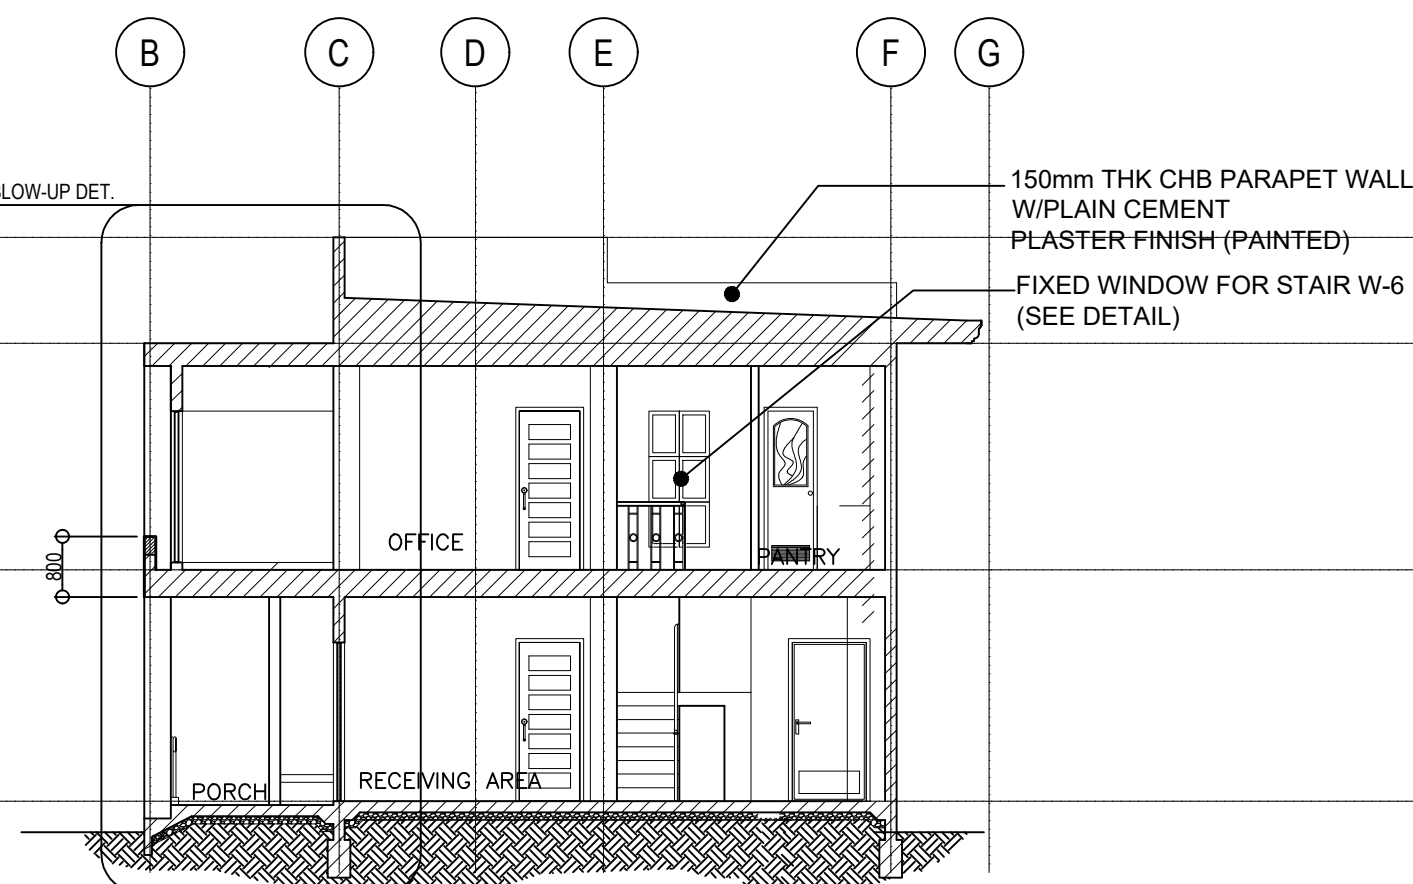 B C D E F G
BLOW-UP DET.
150mm THK CHB PARAPET WALL
W/PLAIN CEMENT
PLASTER FINISH (PAINTED)
FIXED WINDOW FOR STAIR W-6
(SEE DETAIL)
OFFICE
PANTRY
800
PORCH
RECEIVING AREA